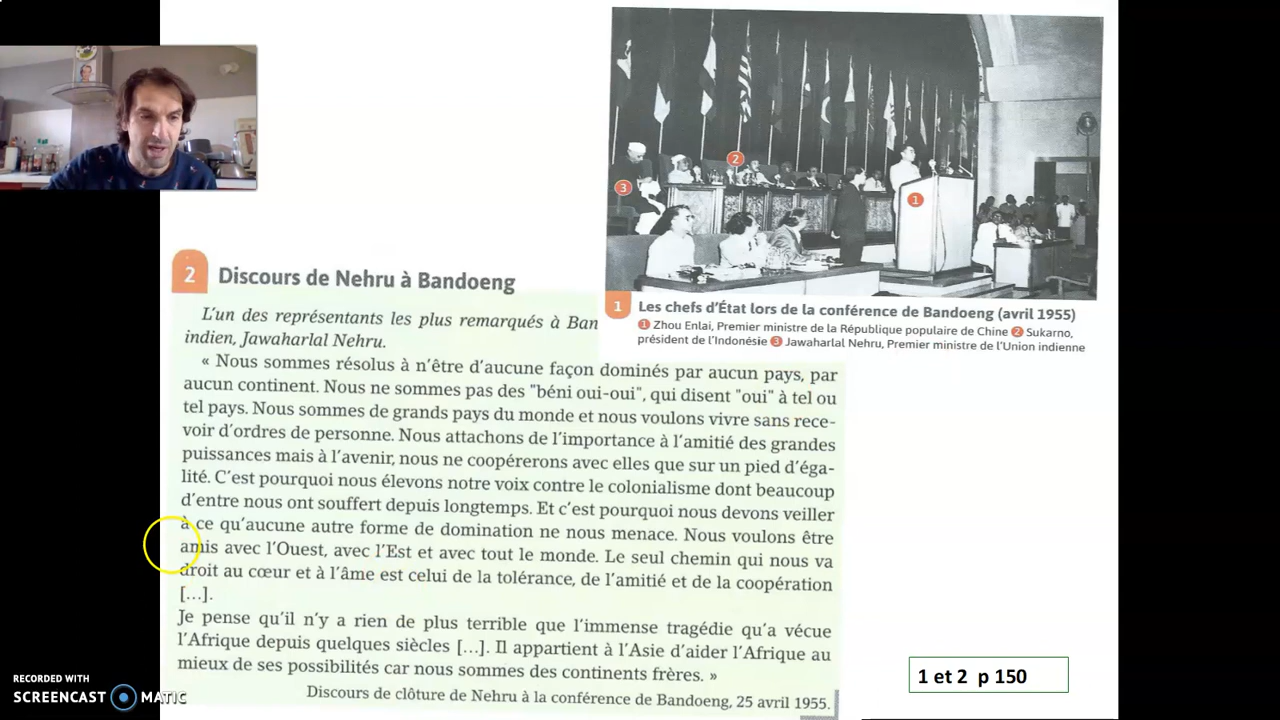 1
2
3
1
Les chefs d'État lors de la conférence de Bandoeng (avril 1955)
1 Zhou Enlai, Premier ministre de la République populaire de Chine 2 Sukarno,
président de l'Indonésie 3 Jawaharlal Nehru, Premier ministre de l'Union indienne
2
Discours de Nehru à Bandoeng
L'un des représentants les plus remarqués à Ban
indien, Jawaharlal Nehru.
« Nous sommes résolus à n'être d'aucune façon dominés par aucun pays, par
aucun continent. Nous ne sommes pas des "béni oui-oui", qui disent "oui" à tel ou
tel pays. Nous sommes de grands pays du monde et nous voulons vivre sans rece-
voir d'ordres de personne. Nous attachons de l'importance à l'amitié des grandes
puissances mais à l'avenir, nous ne coopérerons avec elles que sur un pied d'éga-
lité. C'est pourquoi nous élevons notre voix contre le colonialisme dont beaucoup
d'entre nous ont souffert depuis longtemps. Et c'est pourquoi nous devons veiller
à ce qu'aucune autre forme de domination ne nous menace. Nous voulons être
amis avec l'Ouest, avec l'Est et avec tout le monde. Le seul chemin qui nous va
droit au cœur et à l'âme est celui de la tolérance, de l'amitié et de la coopération
[...].
Je pense qu'il n'y a rien de plus terrible que l'immense tragédie qu'a vécue
l'Afrique depuis quelques siècles [...]. Il appartient à l'Asie d'aider l'Afrique au
mieux de ses possibilités car nous sommes des continents frères. »
Discours de clôture de Nehru à la conférence de Bandoeng, 25 avril 1955.
1 et 2 p 150
RECORDED WITH
SCREENCAST MATIC